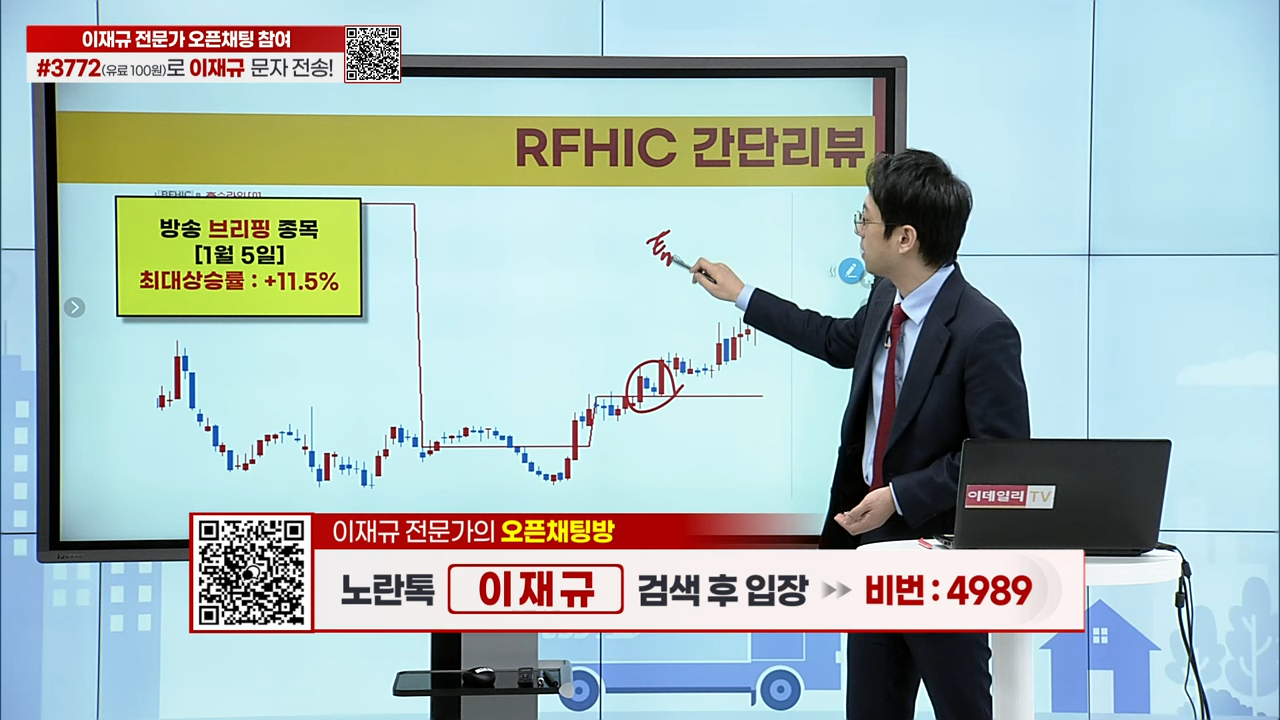 이재규 전문가 오픈채팅 참여
#3772(유료 100원)로 이재규 문자 전송!
RFHIC 간단리뷰
방송 브리핑 종목
[1월 5일]
최대상승률 : +11.5%
이데일리 TV
이재규 전문가의 오픈채팅방
노란톡 이재규 검색 후 입장 비번 : 4989